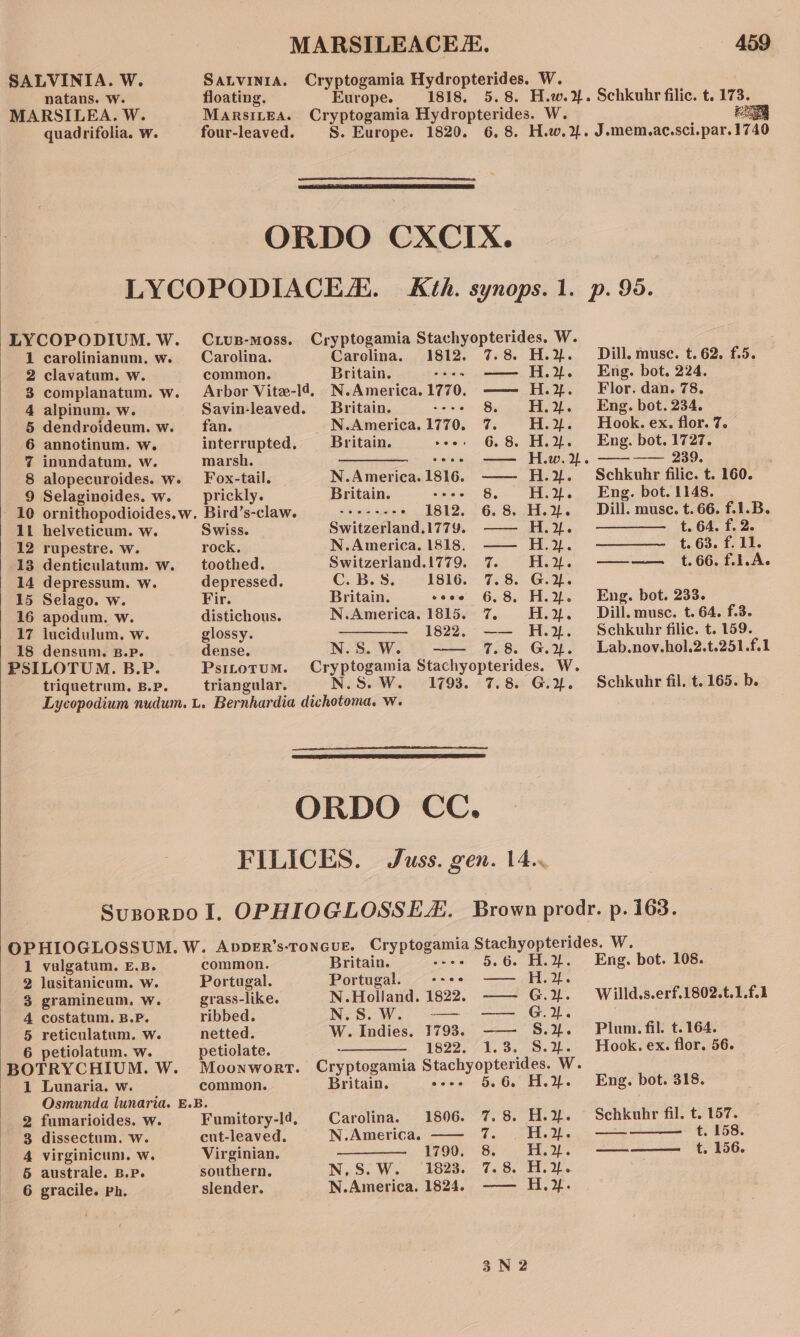 MARSILEACEÆ. 459
SALVINIA. W. SALVINIA. Cryptogamia Hydropterides. W.
natans. W. floating. Europe. 1818. 5. 8. H.w.♃. Schkuhr filic. t. 173.
MARSILEA. W. MARSILEA. Cryptogamia Hydropterides. W.
quadrifolia. W. four-leaved. S. Europe. 1820. 6. 8. H.w.♃. J.mem.ac.sci.par.1740
ORDO CXCIX.
LYCOPODIACEÆ. Kth. synops. 1. p. 95.
LYCOPODIUM. W. CLUB-MOSS. Cryptogamia Stachyopterides. W.
1 carolinianum. W. Carolina. Carolina. 1812. 7. 8. H.♃. Dill. musc. t. 62. f.5.
2 clavatum. W. common. Britain. ---- —— H.♃. Eng. bot. 224.
3 complanatum. W. Arbor Vitæ-ld. N.America. 1770. —— H.♃. Flor. dan. 78.
4 alpinum. W. Savin-leaved. Britain. ---- 8. H.♃. Eng. bot. 234.
5 dendroideum. W. fan. N.America. 1770. 7. H.♃. Hook. ex. flor. 7.
6 annotinum. W. interrupted. Britain. ---- 6. 8. H.♃. Eng. bot. 1727.
7 inundatum. W. marsh. ——— ---- —— H.w.♃. —— —— 239.
8 alopecuroides. W. Fox-tail. N.America. 1816. —— H.♃. Schkuhr filic. t. 160.
9 Selaginoides. W. prickly. Britain. ---- 8. H.♃. Eng. bot. 1148.
10 ornithopodioides. W. Bird's-claw. -------- 1812. 6. 8. H.♃. Dill. musc. t. 66. f.1.B.
11 helveticum. W. Swiss. Switzerland. 1779. —— H.♃. ——— t. 64. f. 2.
12 rupestre. W. rock. N.America. 1818. —— H.♃. ——— t. 63. f. 11.
13 denticulatum. W. toothed. Switzerland. 1779. 7. H.♃. —— —— t. 66. f.1.A.
14 depressum. W. depressed. C. B. S. 1816. 7. 8. G.♃.
15 Selago. W. Fir. Britain. ---- 6. 8. H.♃. Eng. bot. 233.
16 apodum. W. distichous. N.America. 1815. 7. H.♃. Dill. musc. t. 64. f.3.
17 lucidulum. W. glossy. ——— 1822. —— H.♃. Schkuhr filic. t. 159.
18 densum. B.P. dense. N. S. W. —— 7. 8. G.♃. Lab.nov.hol.2.t.251.f.1
PSILOTUM. B.P. PSILOTUM. Cryptogamia Stachyopterides. W.
triquetrum. B.P. triangular. N. S. W. 1793. 7. 8. G.♃. Schkuhr fil. t. 165. b.
Lycopodium nudum. L. Bernhardia dichotoma. W.
ORDO CC.
FILICES. Juss. gen. 14.
SUBORDO I. OPHIOGLOSSEÆ. Brown prodr. p. 163.
OPHIOGLOSSUM. W. ADDER'S-TONGUE. Cryptogamia Stachyopterides. W.
1 vulgatum. E.B. common. Britain. ---- 5. 6. H.♃. Eng. bot. 108.
2 lusitanicum. W. Portugal. Portugal. ---- —— H.♃.
3 gramineum. W. grass-like. N.Holland. 1822. —— G.♃. Willd.s.erf.1802.t.1.f.1
4 costatum. B.P. ribbed. N. S. W. —— —— G.♃.
5 reticulatum. W. netted. W. Indies. 1793. —— S.♃. Plum. fil. t. 164.
6 petiolatum. W. petiolate. ——— 1822. 1. 3. S.♃. Hook. ex. flor. 56.
BOTRYCHIUM. W. MOONWORT. Cryptogamia Stachyopterides. W.
1 Lunaria. W. common. Britain. ---- 5. 6. H.♃. Eng. bot. 318.
Osmunda lunaria. E.B.
2 fumarioides. W. Fumitory-ld. Carolina. 1806. 7. 8. H.♃. Schkuhr fil. t. 157.
3 dissectum. W. cut-leaved. N.America. —— 7. H.♃. —— —— t. 158.
4 virginicum. W. Virginian. ——— 1790. 8. H.♃. —— —— t. 156.
5 australe. B.P. southern. N. S. W. 1823. 7. 8. H.♃.
6 gracile. Ph. slender. N.America. 1824. —— H.♃.
3 N 2